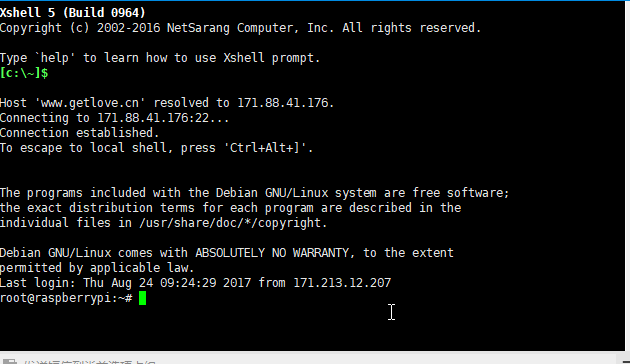 Xshell 5 (Build 0964)
Copyright (c) 2002-2016 NetSarang Computer, Inc. All rights reserved.
Type `help' to learn how to use Xshell prompt.
[c:\~]$
Host 'www.getlove.cn' resolved to 171.88.41.176.
Connecting to 171.88.41.176:22...
Connection established.
To escape to local shell, press 'Ctrl+Alt+]'.
The programs included with the Debian GNU/Linux system are free software;
the exact distribution terms for each program are described in the
individual files in /usr/share/doc/*/copyright.
Debian GNU/Linux comes with ABSOLUTELY NO WARRANTY, to the extent
permitted by applicable law.
Last login: Thu Aug 24 09:24:29 2017 from 171.213.12.207
root@raspberrypi:~#